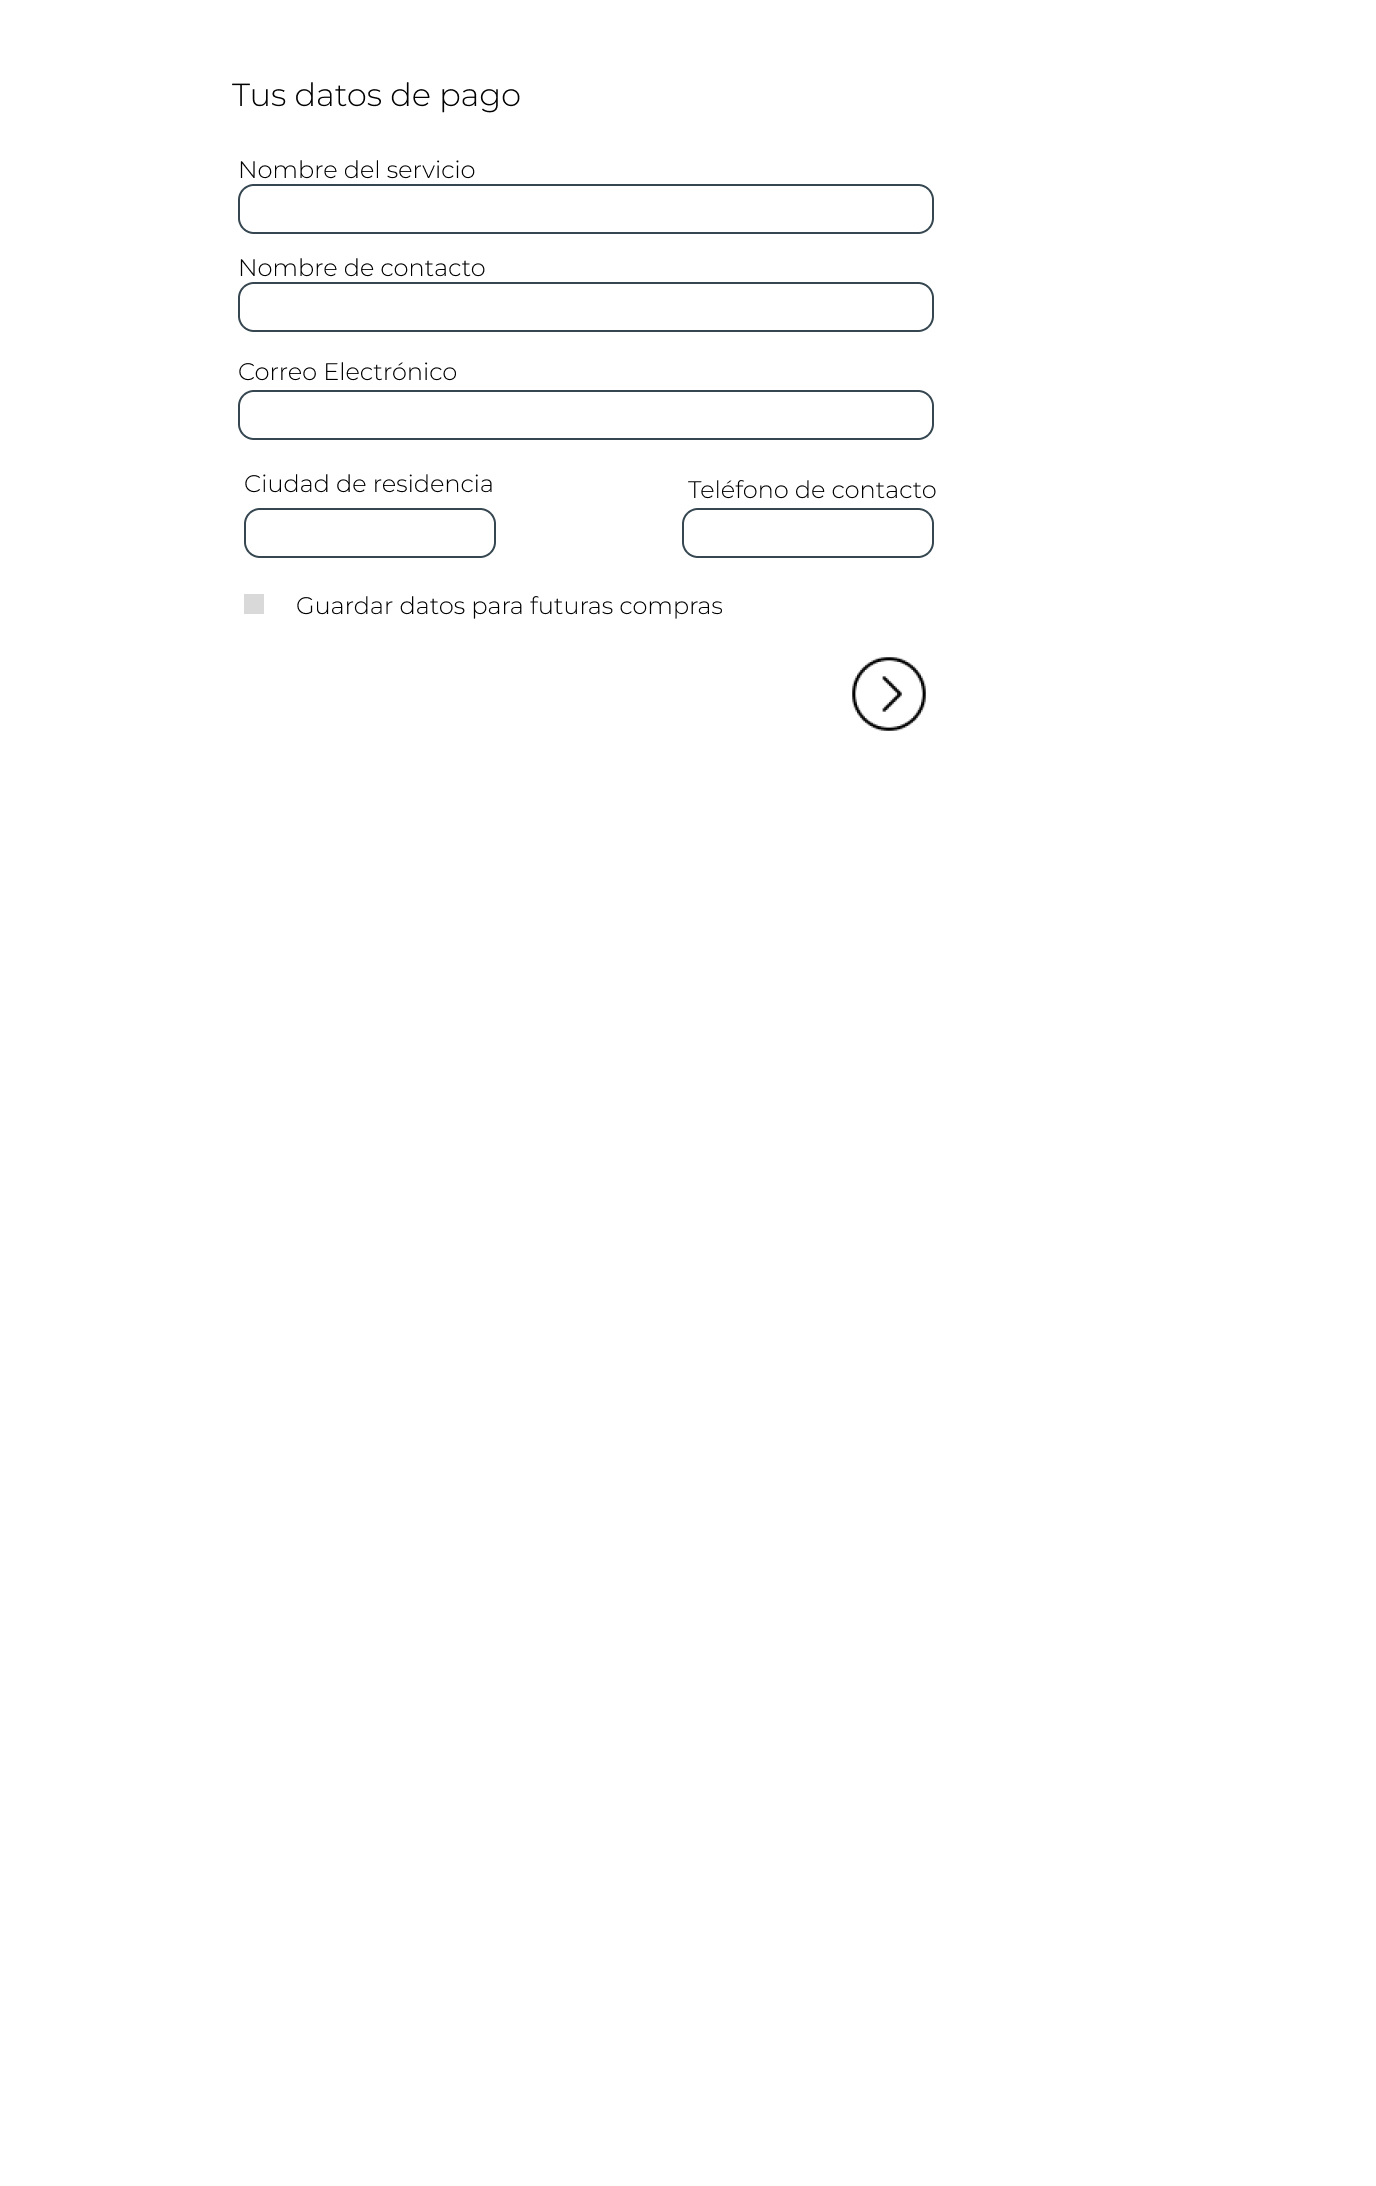 Tus datos de pago
Nombre del servicio
Nombre de contacto
Correo Electrónico
Ciudad de residencia
Teléfono de contacto
Guardar datos para futuras compras